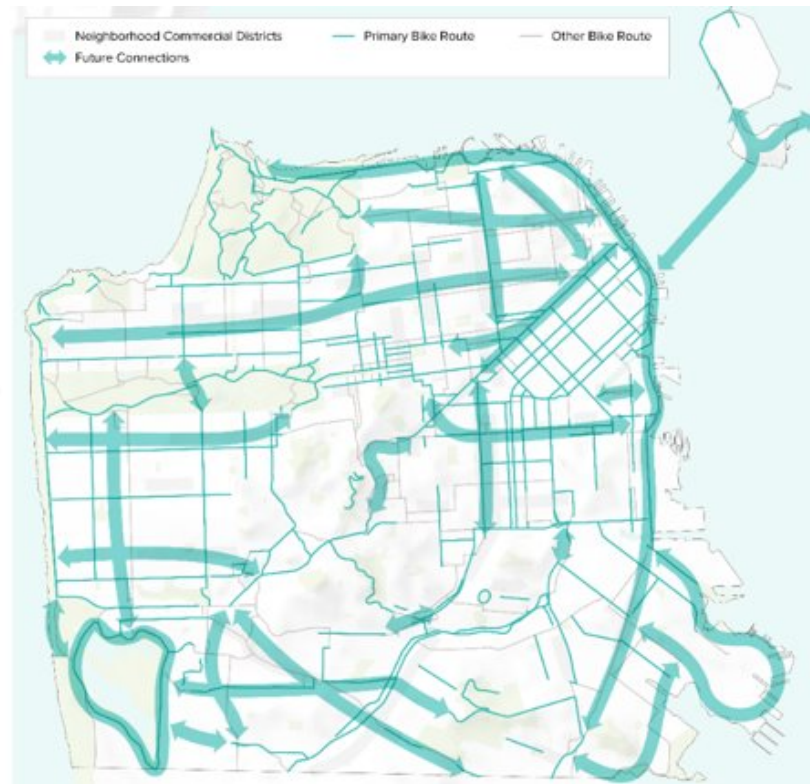 Neighborhood Commercial Districts Primary Bike Route Other Bike Route
Future Connections